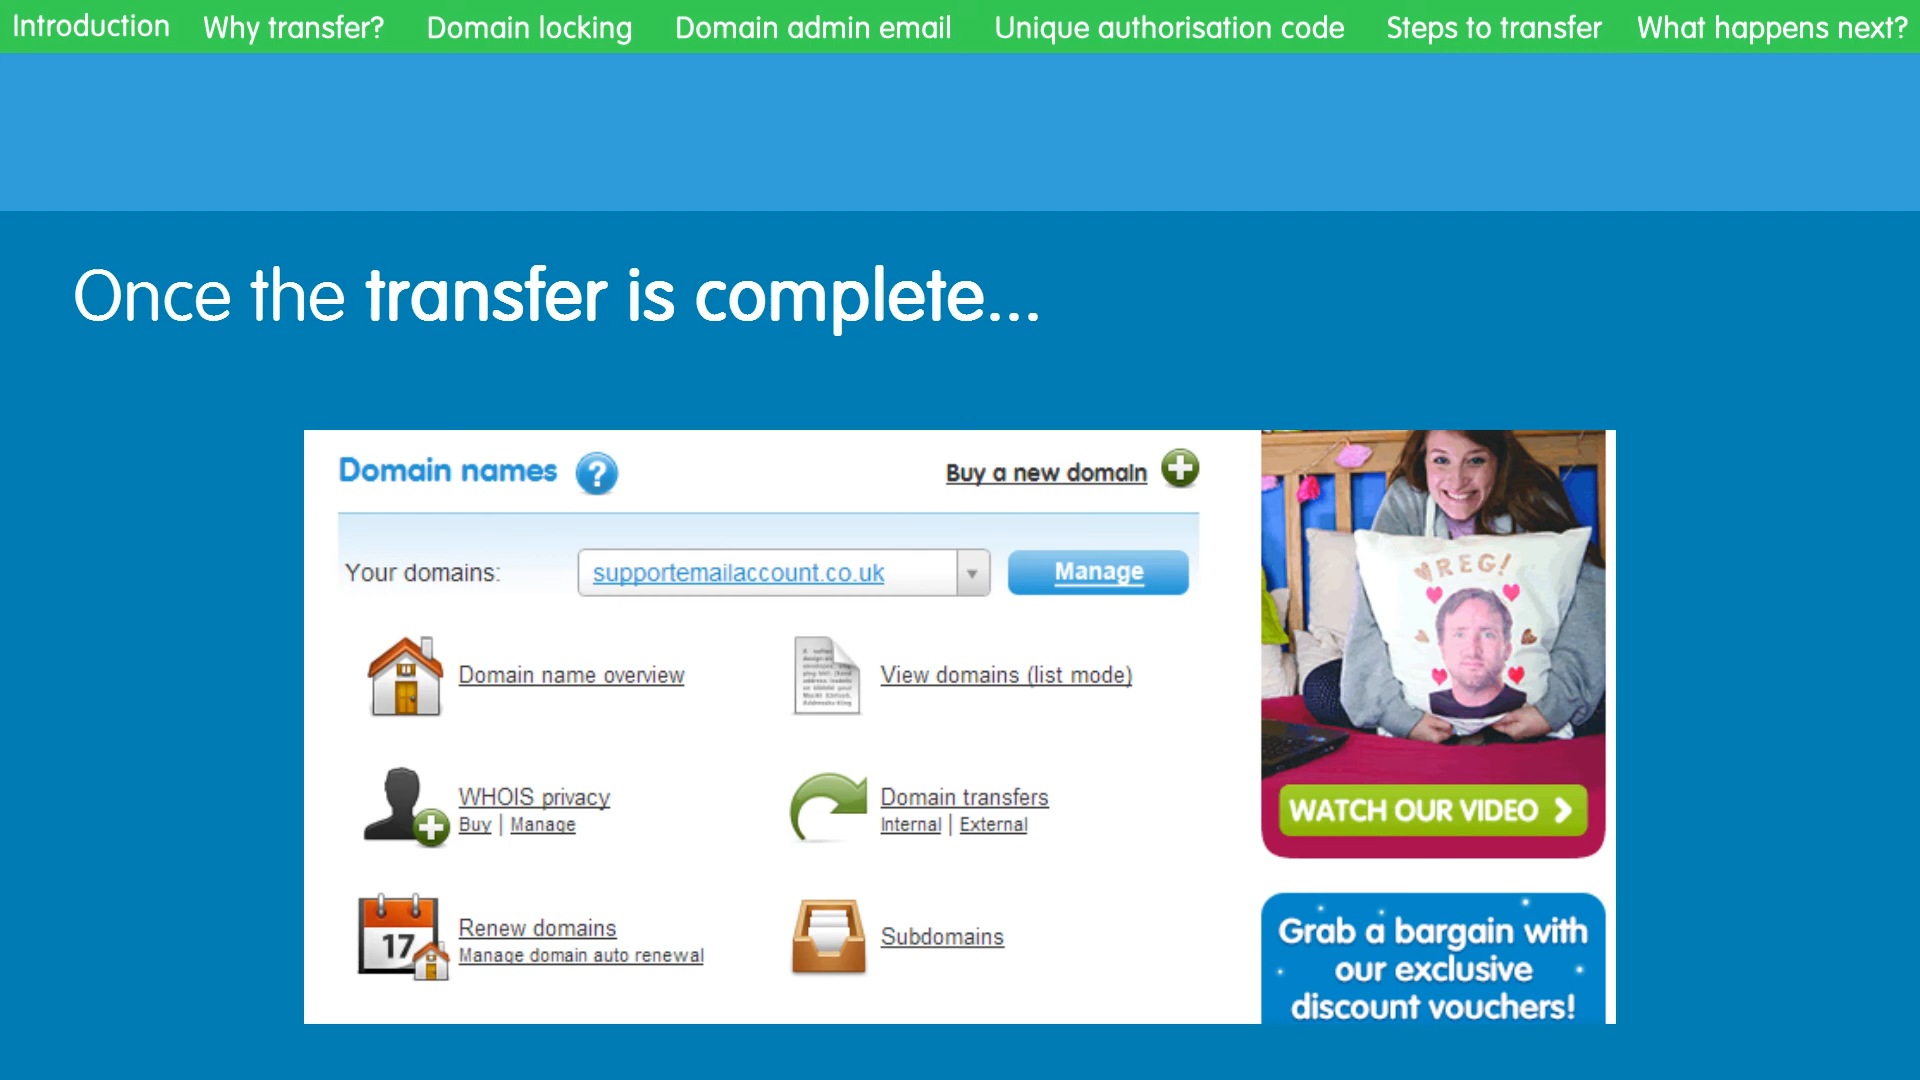 Introduction
Why transfer?
Domain locking
Domain admin email
Unique authorisation code
Steps to transfer
What happens next?
Once the transfer is complete...
Domain names
?
Buy a new domain
Your domains:
supportemailaccount.co.uk
Manage
Domain name overview
View domains (list mode)
WHOIS privacy
Buy | Manage
Domain transfers
Internal | External
17
Renew domains
Manage domain auto renewal
Subdomains
REG!
WATCH OUR VIDEO
Grab a bargain with
our exclusive
discount vouchers!